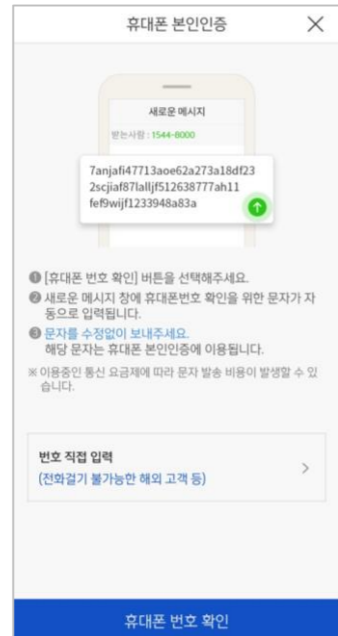 휴대폰 본인인증
새로운 메시지
받는사람 : 1544-8000
7anjafi47713aoe62a273a18df23
2scjiaf87lalljf512638777ah11
fef9wijf1233948a83a
❶ [휴대폰 번호 확인] 버튼을 선택해주세요.
❷ 새로운 메시지 창에 휴대폰번호 확인을 위한 문자가 자
동으로 입력됩니다.
❸ 문자를 수정없이 보내주세요.
해당 문자는 휴대폰 본인인증에 이용됩니다.
※ 이용중인 통신 요금제에 따라 문자 발송 비용이 발생할 수 있
습니다.
번호 직접 입력
(전화걸기 불가능한 해외 고객 등)
휴대폰 번호 확인